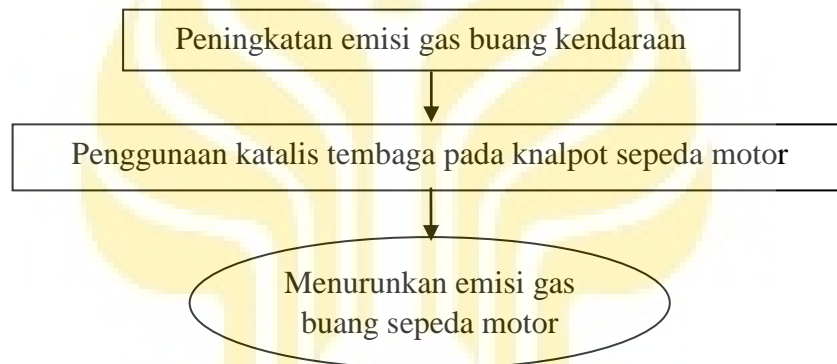 Peningkatan emisi gas buang kendaraan
Penggunaan katalis tembaga pada knalpot sepeda motor
Menurunkan emisi gas
buang sepeda motor